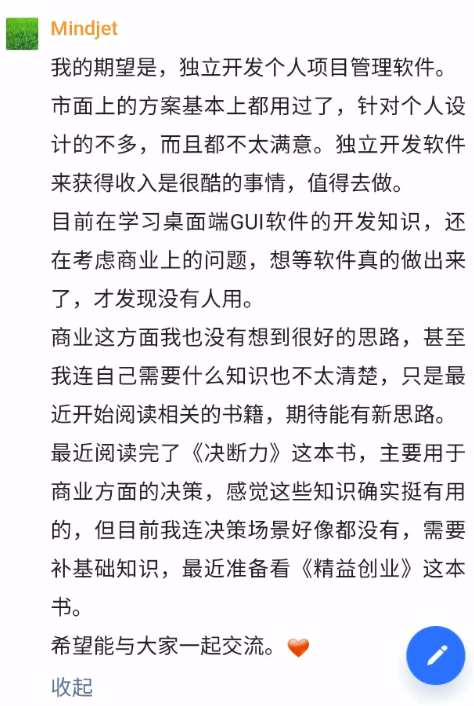 Mindjet
我的期望是，独立开发个人项目管理软件。
市面上的方案基本上都用过了，针对个人设
计的不多，而且都不太满意。独立开发软件
来获得收入是很酷的事情，值得去做。
目前在学习桌面端GUI软件的开发知识，还
在考虑商业上的问题，想等软件真的做出来
了，才发现没有人用。
商业这方面我也没有想到很好的思路，甚至
我连自己需要什么知识也不太清楚，只是最
近开始阅读相关的书籍，期待能有新思路。
最近阅读完了《决断力》这本书，主要用于
商业方面的决策，感觉这些知识确实挺有用
的，但目前我连决策场景好像都没有，需要
补基础知识，最近准备看《精益创业》这本
书。
希望能与大家一起交流。
收起